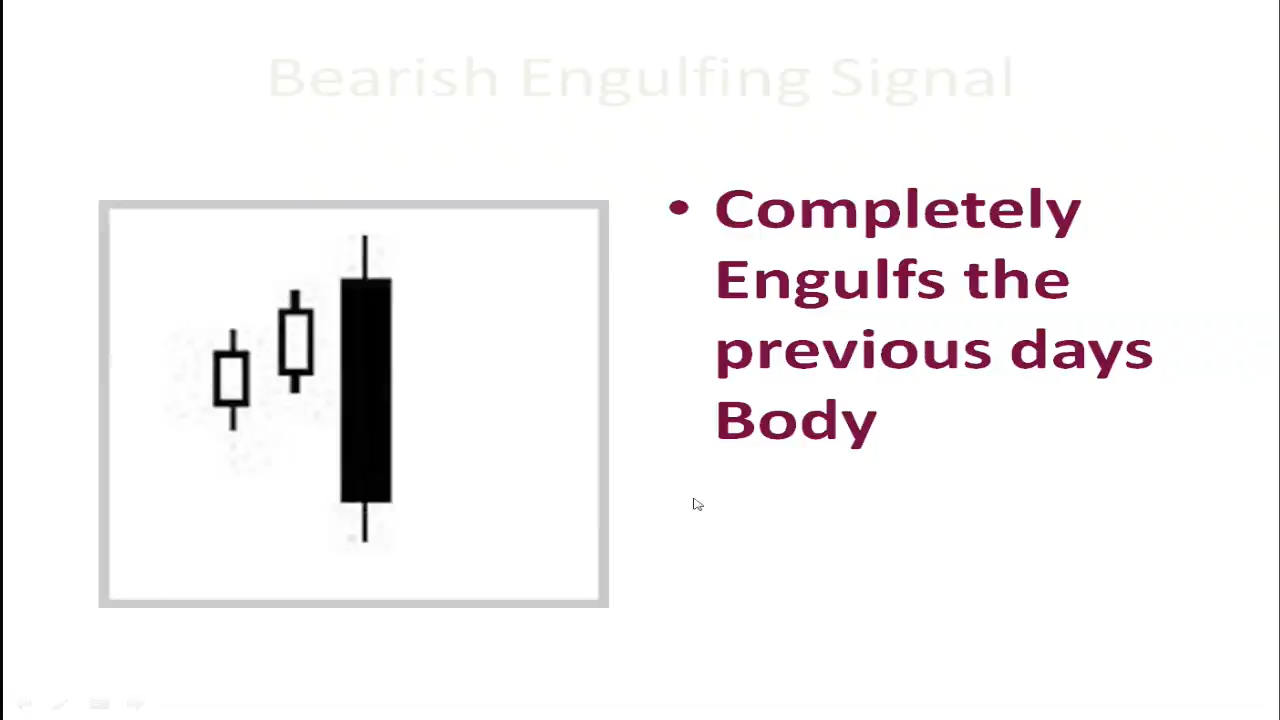 Bearish Engulfing Signal
• Completely
Engulfs the
previous days
Body